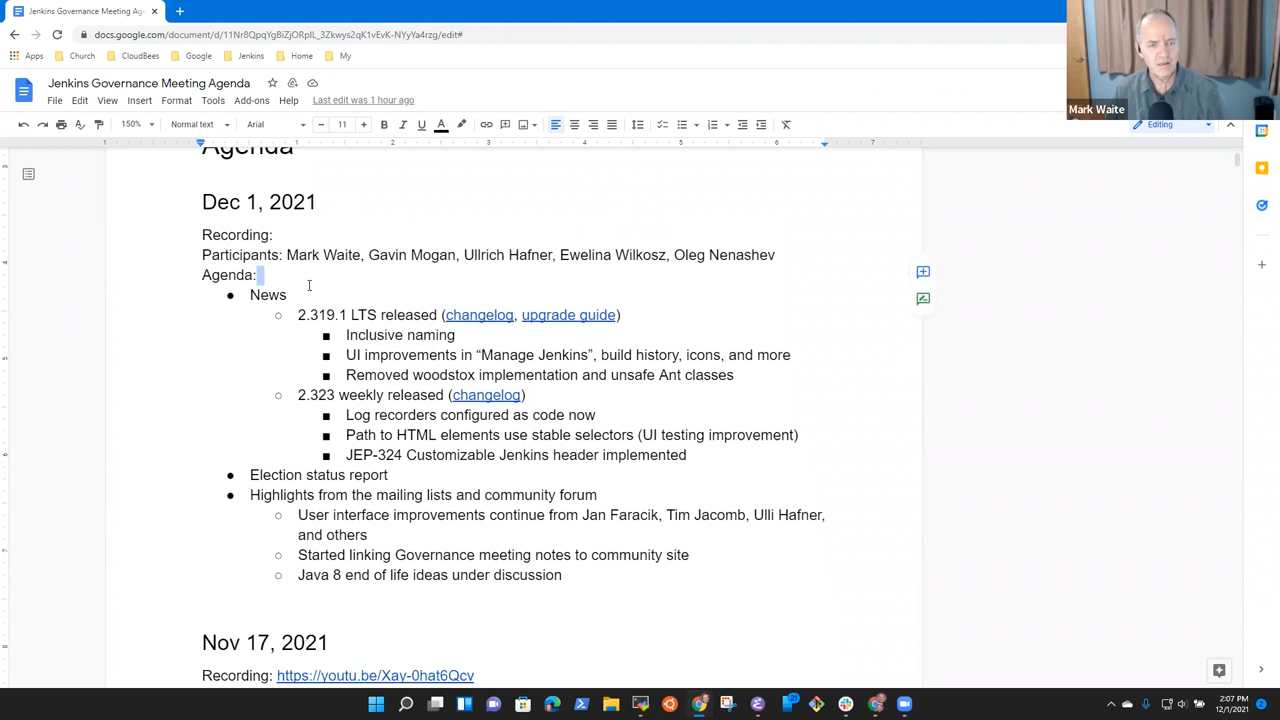 Jenkins Governance Meeting Age
docs.google.com/document/d/11Nr8QpqYgBiZjORpIL_3Zkwys2qK1vEvK-NYyYa4rzg/edit#
Apps Church CloudBees Google Jenkins Home My
Mark Waite
Jenkins Governance Meeting Agenda
File Edit View Insert Format Tools Add-ons Help Last edit was 1 hour ago
150% Normal text Arial 11 Editing
1 1 2 3 4 5 6 7
Agenda
Dec 1, 2021
Recording:
Participants: Mark Waite, Gavin Mogan, Ullrich Hafner, Ewelina Wilkosz, Oleg Nenashev
Agenda:
● News
○ 2.319.1 LTS released (changelog, upgrade guide)
■ Inclusive naming
■ UI improvements in “Manage Jenkins”, build history, icons, and more
■ Removed woodstox implementation and unsafe Ant classes
○ 2.323 weekly released (changelog)
■ Log recorders configured as code now
■ Path to HTML elements use stable selectors (UI testing improvement)
■ JEP-324 Customizable Jenkins header implemented
● Election status report
● Highlights from the mailing lists and community forum
○ User interface improvements continue from Jan Faracik, Tim Jacomb, Ulli Hafner,
and others
○ Started linking Governance meeting notes to community site
○ Java 8 end of life ideas under discussion
Nov 17, 2021
Recording: https://youtu.be/Xay-0hat6Qcv
2:07 PM
12/1/2021